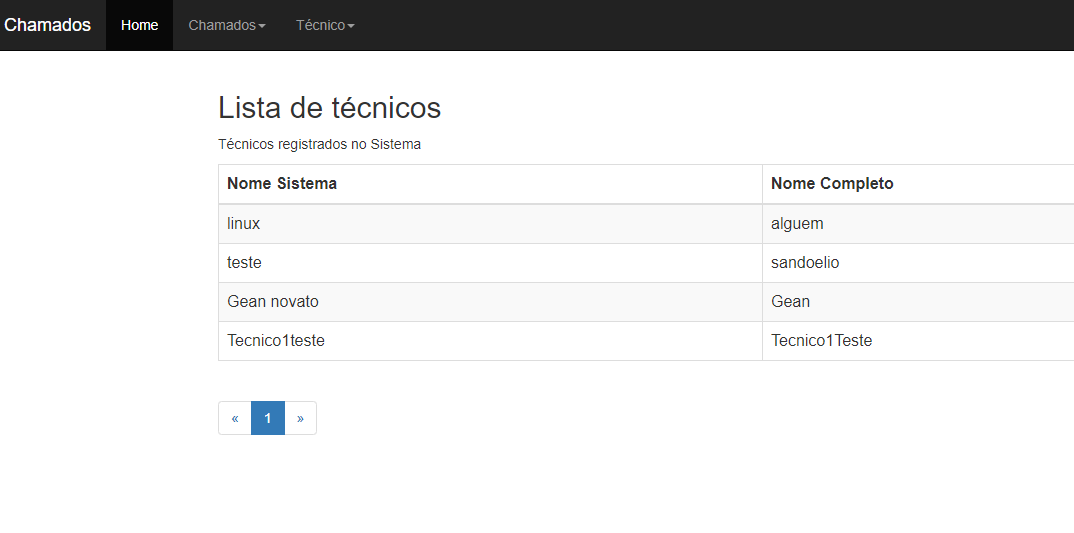 Chamados Home Chamados Técnico
Lista de técnicos
Técnicos registrados no Sistema
Nome Sistema Nome Completo
linux alguem
teste sandoelio
Gean novato Gean
Tecnico1teste Tecnico1Teste
« 1 »